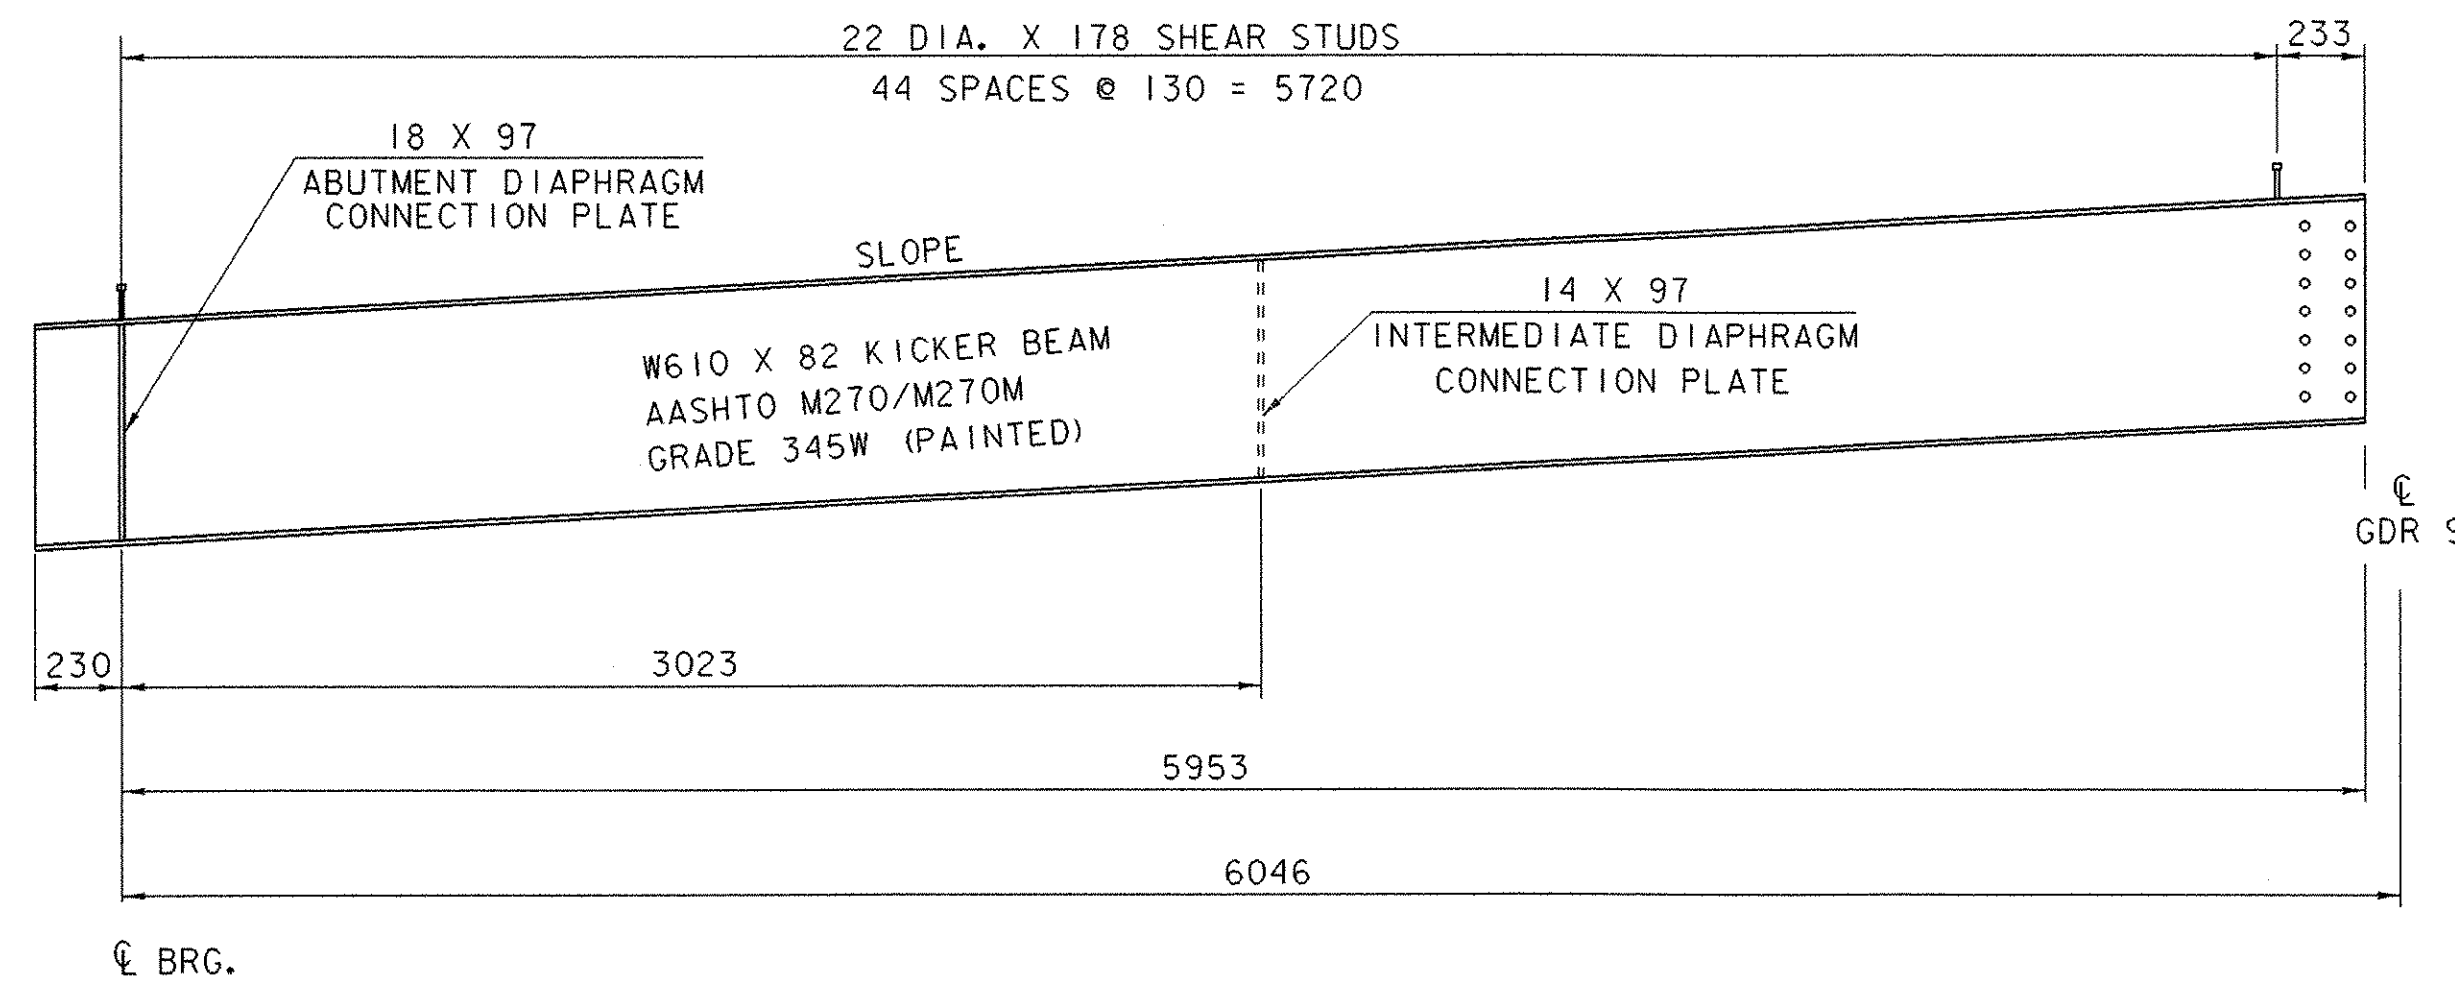 22 DIA. X 178 SHEAR STUDS
233
44 SPACES @ 130 = 5720
18 X 97
ABUTMENT DIAPHRAGM
CONNECTION PLATE
SLOPE
14 X 97
INTERMEDIATE DIAPHRAGM
CONNECTION PLATE
W610 X 82 KICKER BEAM
AASHTO M270/M270M
GRADE 345W (PAINTED)
℄
GDR 9
230
3023
5953
6046
℄ BRG.